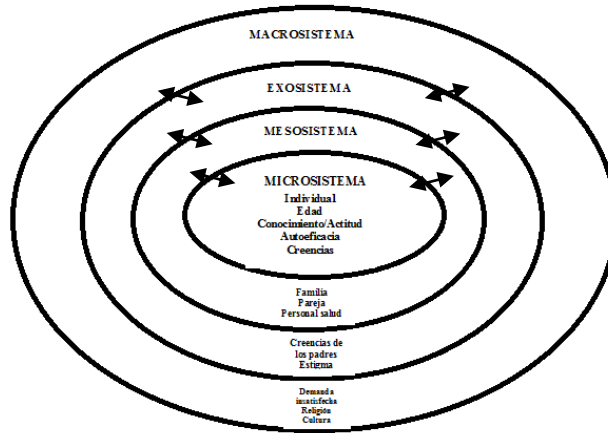 MACROSISTEMA
EXOSISTEMA
MESOSISTEMA
MICROSISTEMA
Individual
Edad
Conocimiento/Actitud
Autoeficacia
Creencias
Familia
Pareja
Personal salud
Creencias de
los padres
Estigma
Demanda
insatisfecha
Religión
Cultura